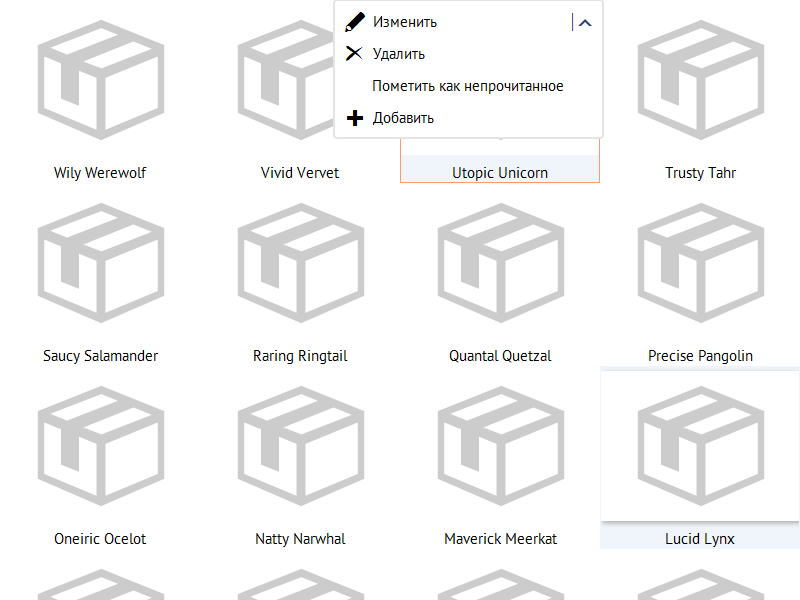 Изменить
Удалить
Пометить как непрочитанное
Добавить
Wily Werewolf
Vivid Vervet
Utopic Unicorn
Trusty Tahr
Saucy Salamander
Raring Ringtail
Quantal Quetzal
Precise Pangolin
Oneiric Ocelot
Natty Narwhal
Maverick Meerkat
Lucid Lynx